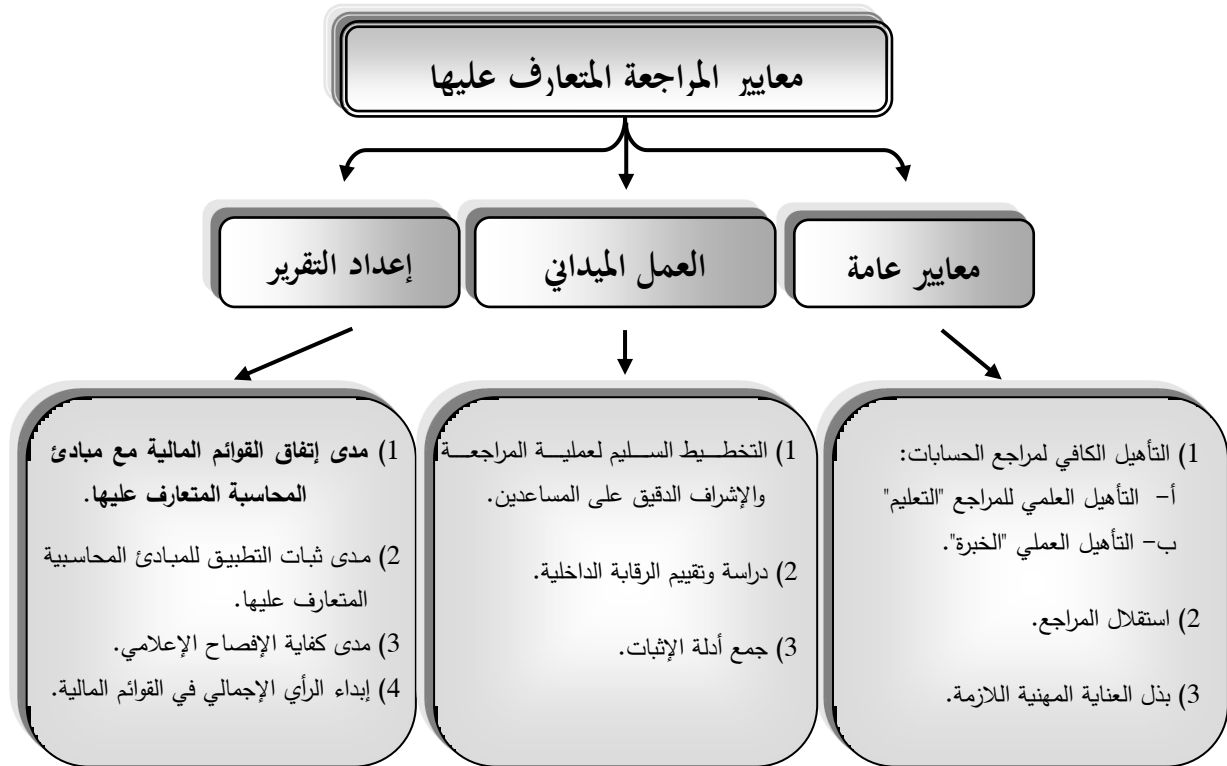 معايير المراجعة المتعارف عليها
معايير عامة
العمل الميداني
إعداد التقرير
1) التأهيل الكافي لمراجع الحسابات:
أ– التأهيل العلمي للمراجع "التعليم"
ب– التأهيل العملي "الخبرة".
2) استقلال المراجع.
3) بذل العناية المهنية اللازمة.
1) التخطيط السليم لعملية المراجعة
والإشراف الدقيق على المساعدين.
2) دراسة وتقييم الرقابة الداخلية.
3) جمع أدلة الإثبات.
1) مدى إتفاق القوائم المالية مع مبادئ
المحاسبة المتعارف عليها.
2) مدى ثبات التطبيق للمبادئ المحاسبية
المتعارف عليها.
3) مدى كفاية الإفصاح الإعلامي.
4) إبداء الرأي الإجمالي في القوائم المالية.